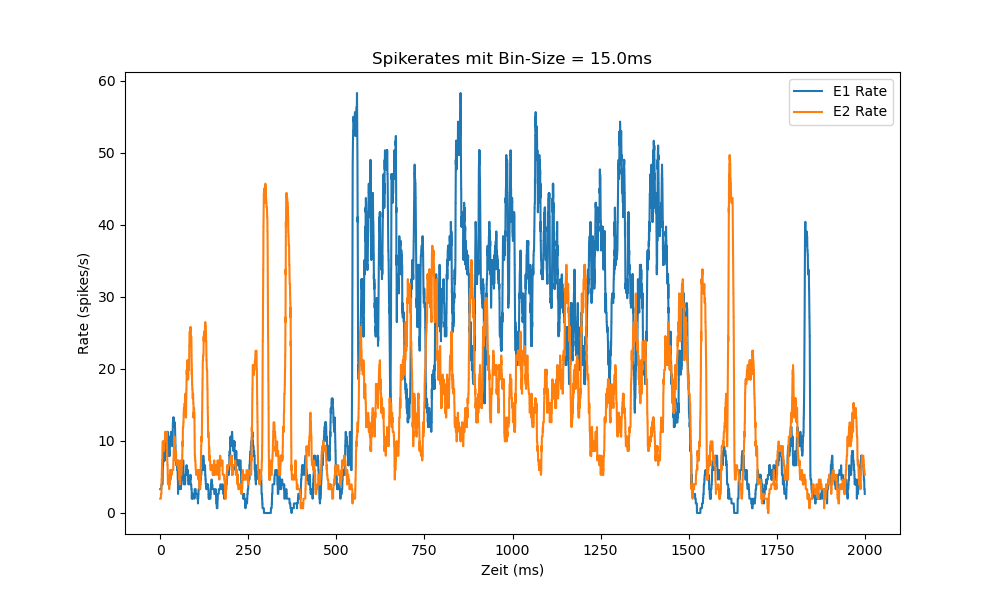 Spikerates mit Bin-Size = 15.0ms
E1 Rate
E2 Rate
Rate (spikes/s)
60
50
40
30
20
10
0
0 250 500 750 1000 1250 1500 1750 2000
Zeit (ms)